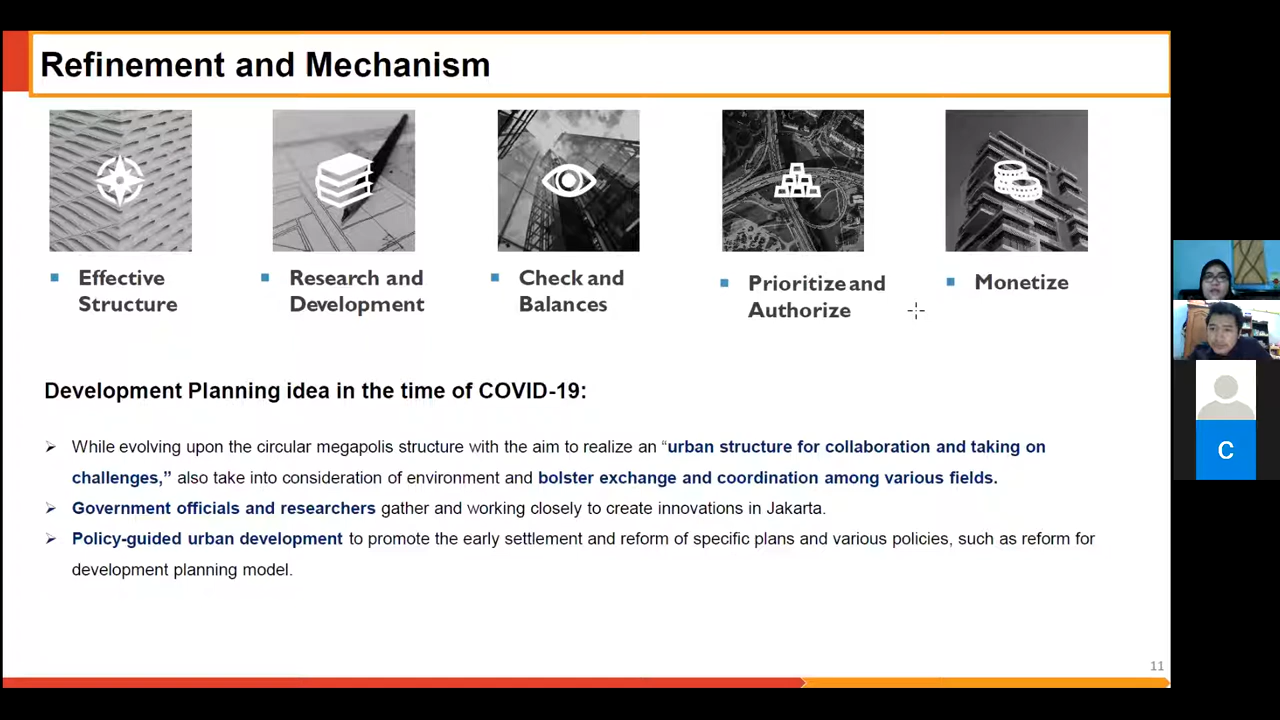 Refinement and Mechanism
Effective
Structure
Research and
Development
Check and
Balances
Prioritize and
Authorize
Monetize
Development Planning idea in the time of COVID-19:
While evolving upon the circular megapolis structure with the aim to realize an “urban structure for collaboration and taking on
challenges,” also take into consideration of environment and bolster exchange and coordination among various fields.
Government officials and researchers gather and working closely to create innovations in Jakarta.
Policy-guided urban development to promote the early settlement and reform of specific plans and various policies, such as reform for
development planning model.
11
C